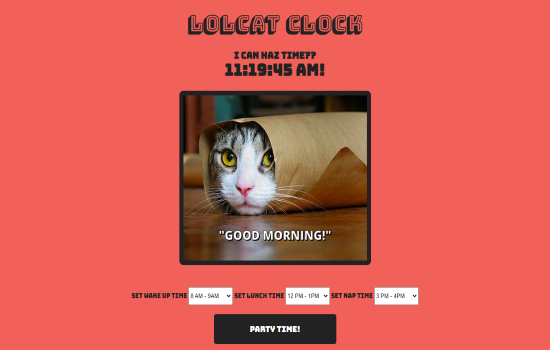 LOLCAT CLOCK
I CAN HAZ TIME??
11:19:45 AM!
"GOOD MORNING!"
SET WAKE UP TIME 8 AM - 9AM SET LUNCH TIME 12 PM - 1PM SET NAP TIME 3 PM - 4PM
PARTY TIME!